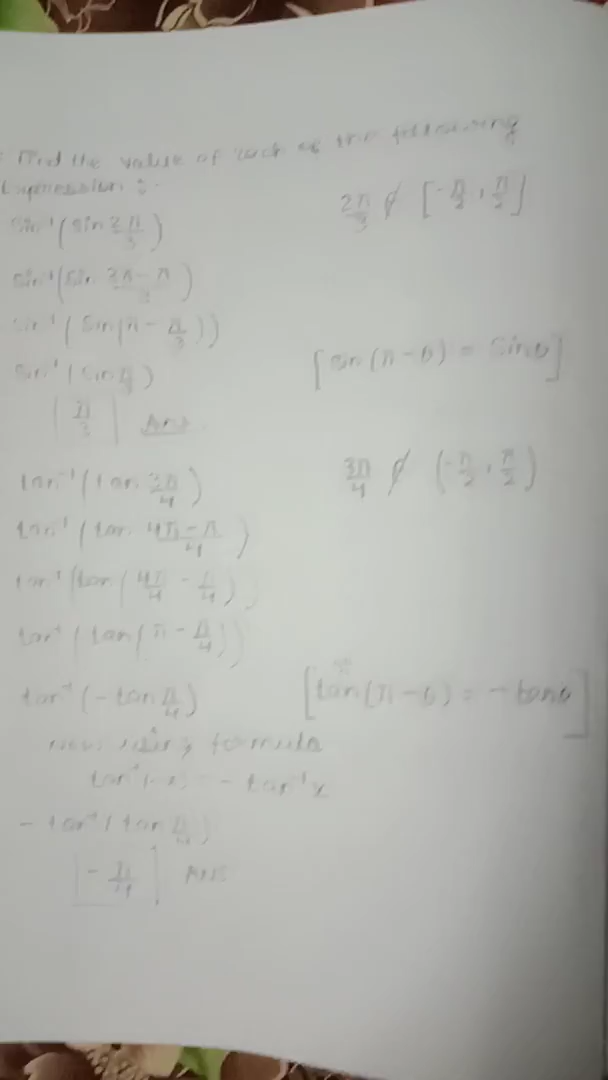 Find the value of each of the following
Expression :-
sin⁻¹(sin 2π/3)
2π/3 ∉ [-π/2, π/2]
sin⁻¹(sin 3π-π/3)
sin⁻¹(sin(π - π/3))
[sin(π-θ) = sinθ]
sin⁻¹(sin π/3)
π/3 Ans
tan⁻¹(tan 3π/4)
3π/4 ∉ (-π/2, π/2)
tan⁻¹(tan 4π-π/4)
tan⁻¹(tan(4π/4 - π/4))
tan⁻¹(tan(π - π/4))
tan⁻¹(-tan π/4)
[tan(π-θ) = -tanθ]
now using formula
tan⁻¹(-x) = -tan⁻¹x
- tan⁻¹(tan π/4)
[-π/4] Ans